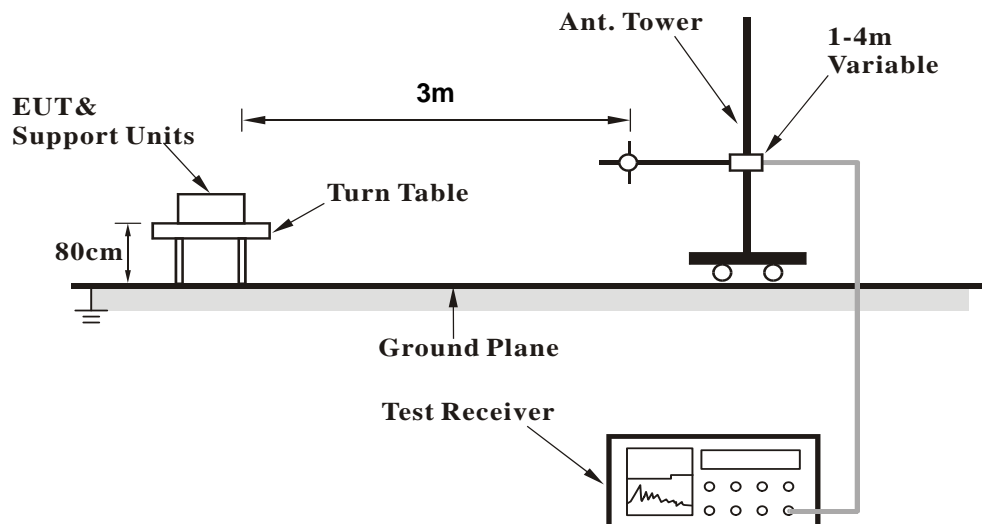 Ant. Tower
1-4m
Variable
3m
EUT&
Support Units
Turn Table
80cm
Ground Plane
Test Receiver